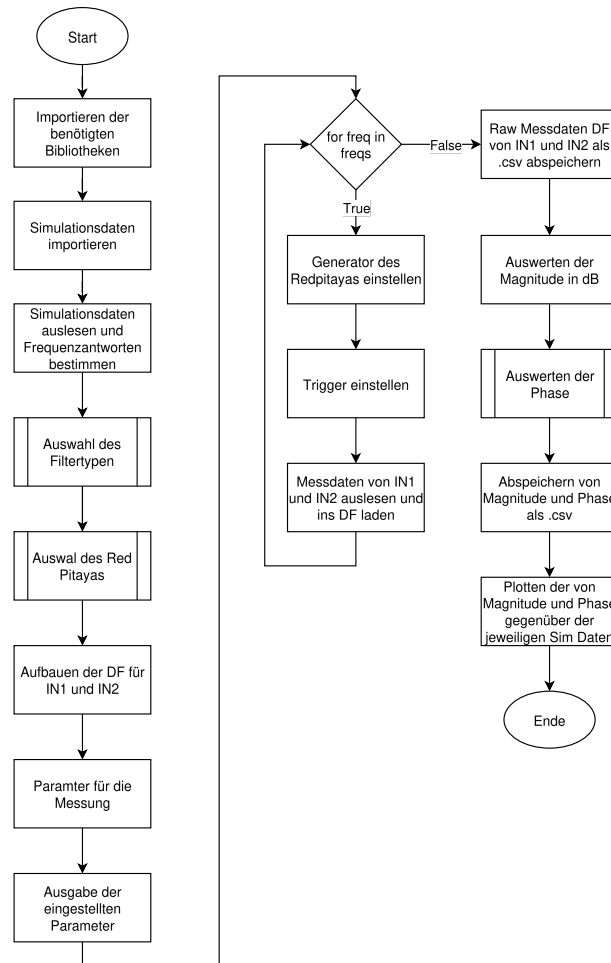 Start
Importieren der
benötigten
Bibliotheken
Simulationsdaten
importieren
Simulationsdaten
auslesen und
Frequenzantworten
bestimmen
Auswahl des
Filtertypen
Auswal des Red
Pitayas
Aufbauen der DF für
IN1 und IN2
Paramter für die
Messung
Ausgabe der
eingestellten
Parameter
for freq in
freqs
False
True
Generator des
Redpitayas einstellen
Trigger einstellen
Messdaten von IN1
und IN2 auslesen und
ins DF laden
Raw Messdaten DF
von IN1 und IN2 als
.csv abspeichern
Auswerten der
Magnitude in dB
Auswerten der
Phase
Abspeichern von
Magnitude und Phase
als .csv
Plotten der von
Magnitude und Phase
gegenüber der
jeweiligen Sim Daten
Ende